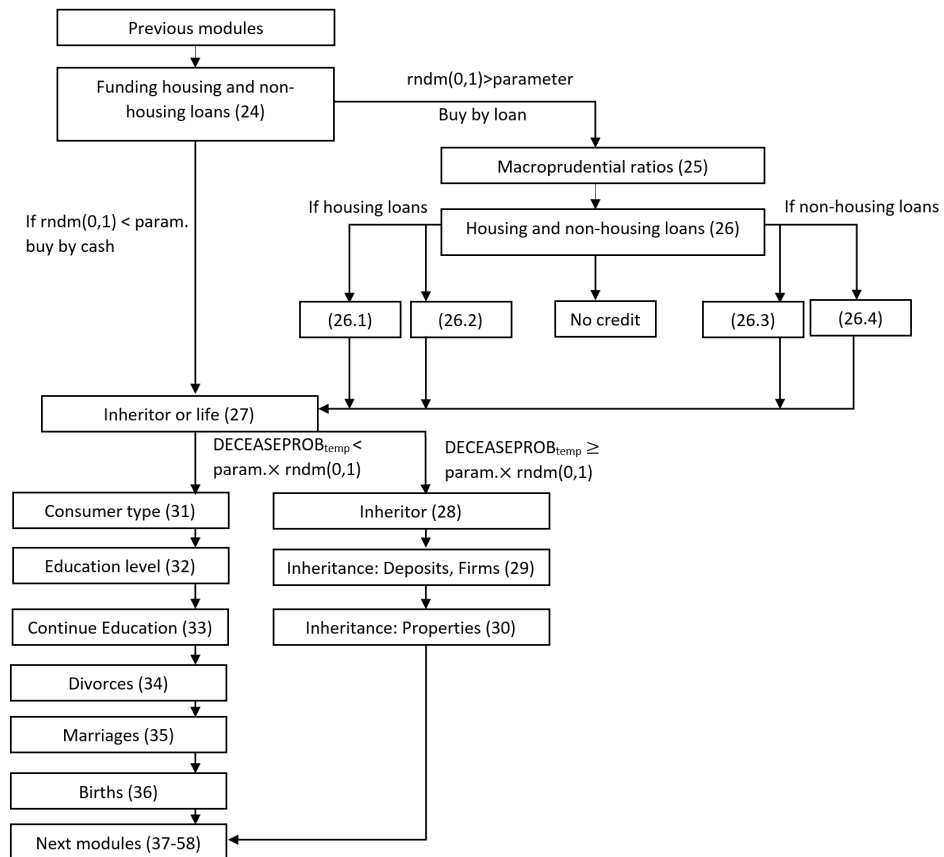 Previous modules
Funding housing and non-
housing loans (24)
rndm(0,1)>parameter
Buy by loan
Macroprudential ratios (25)
If rndm(0,1) < param.
buy by cash
If housing loans
Housing and non-housing loans (26)
If non-housing loans
(26.1)
(26.2)
No credit
(26.3)
(26.4)
Inheritor or life (27)
DECEASEPROBtemp <
param.× rndm(0,1)
DECEASEPROBtemp ≥
param.× rndm(0,1)
Consumer type (31)
Inheritor (28)
Education level (32)
Inheritance: Deposits, Firms (29)
Continue Education (33)
Inheritance: Properties (30)
Divorces (34)
Marriages (35)
Births (36)
Next modules (37-58)